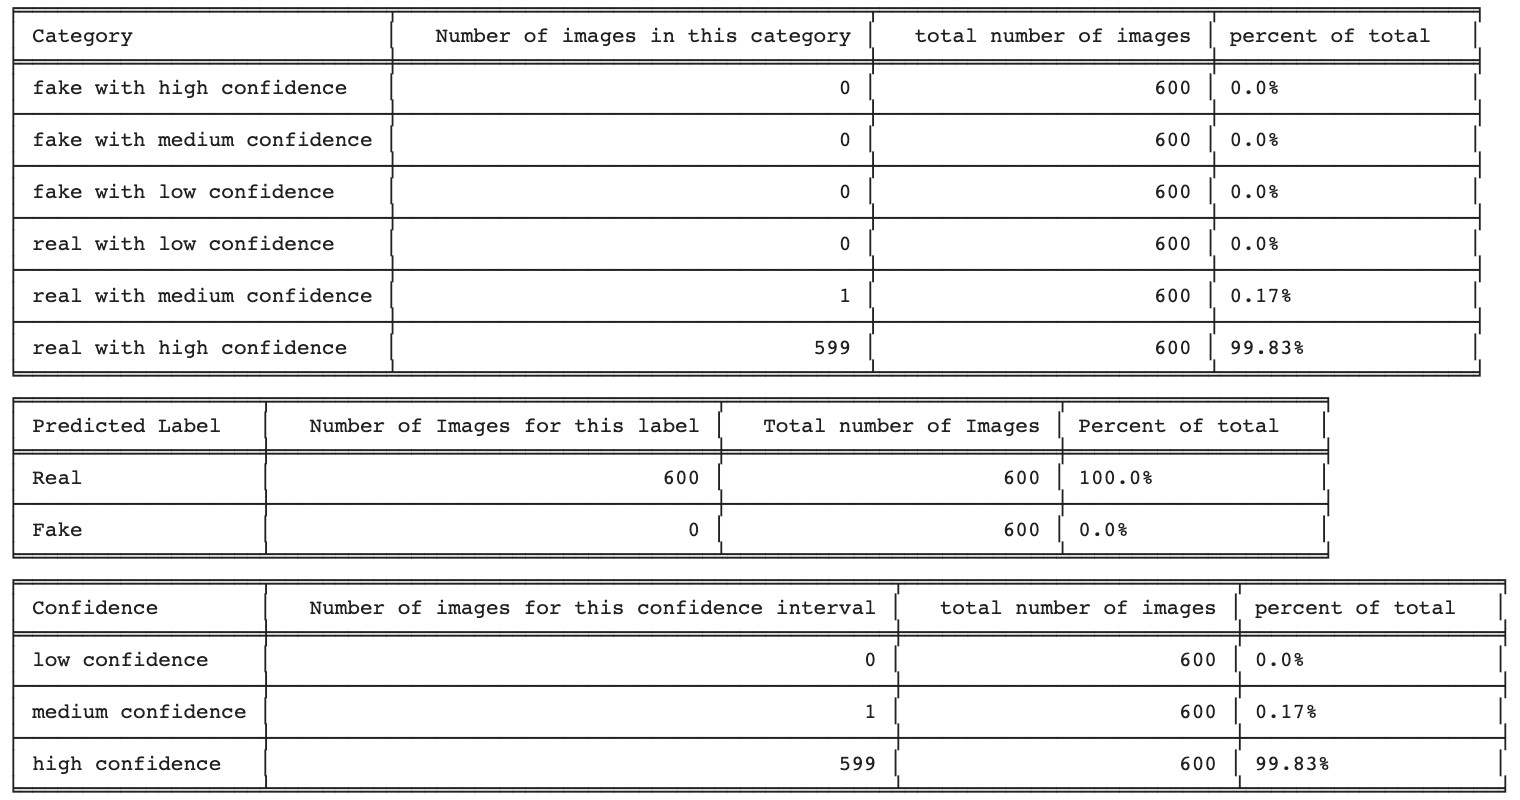 Category Number of images in this category total number of images percent of total
fake with high confidence 0 600 0.0%
fake with medium confidence 0 600 0.0%
fake with low confidence 0 600 0.0%
real with low confidence 0 600 0.0%
real with medium confidence 1 600 0.17%
real with high confidence 599 600 99.83%
Predicted Label Number of Images for this label Total number of Images Percent of total
Real 600 600 100.0%
Fake 0 600 0.0%
Confidence Number of images for this confidence interval total number of images percent of total
low confidence 0 600 0.0%
medium confidence 1 600 0.17%
high confidence 599 600 99.83%